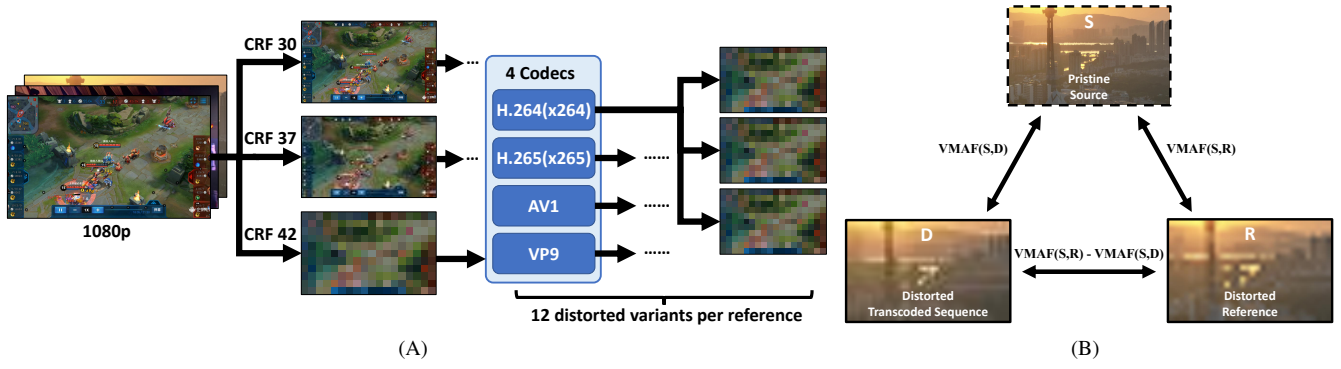 CRF 30
...
4 Codecs
H.264(x264)
CRF 37
...
H.265(x265)
......
AV1
......
1080p
CRF 42
VP9
......
12 distorted variants per reference
(A)
S
Pristine
Source
VMAF(S,D)
VMAF(S,R)
D
Distorted
Transcoded Sequence
VMAF(S,R) - VMAF(S,D)
R
Distorted
Reference
(B)